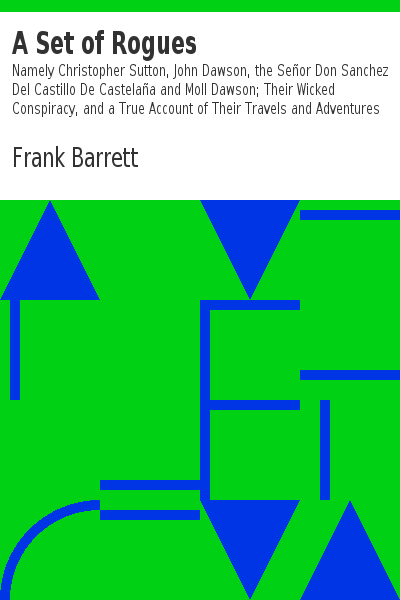 A Set of Rogues
Namely Christopher Sutton, John Dawson, the Señor Don Sanchez
Del Castillo De Castelaña and Moll Dawson; Their Wicked
Conspiracy, and a True Account of Their Travels and Adventures
Frank Barrett